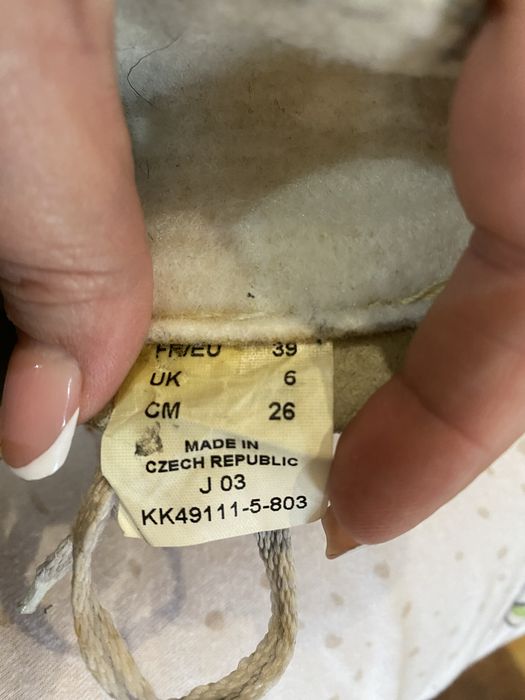 FR/EU 39
UK 6
CM 26
MADE IN
CZECH REPUBLIC
J 03
KK49111-5-803